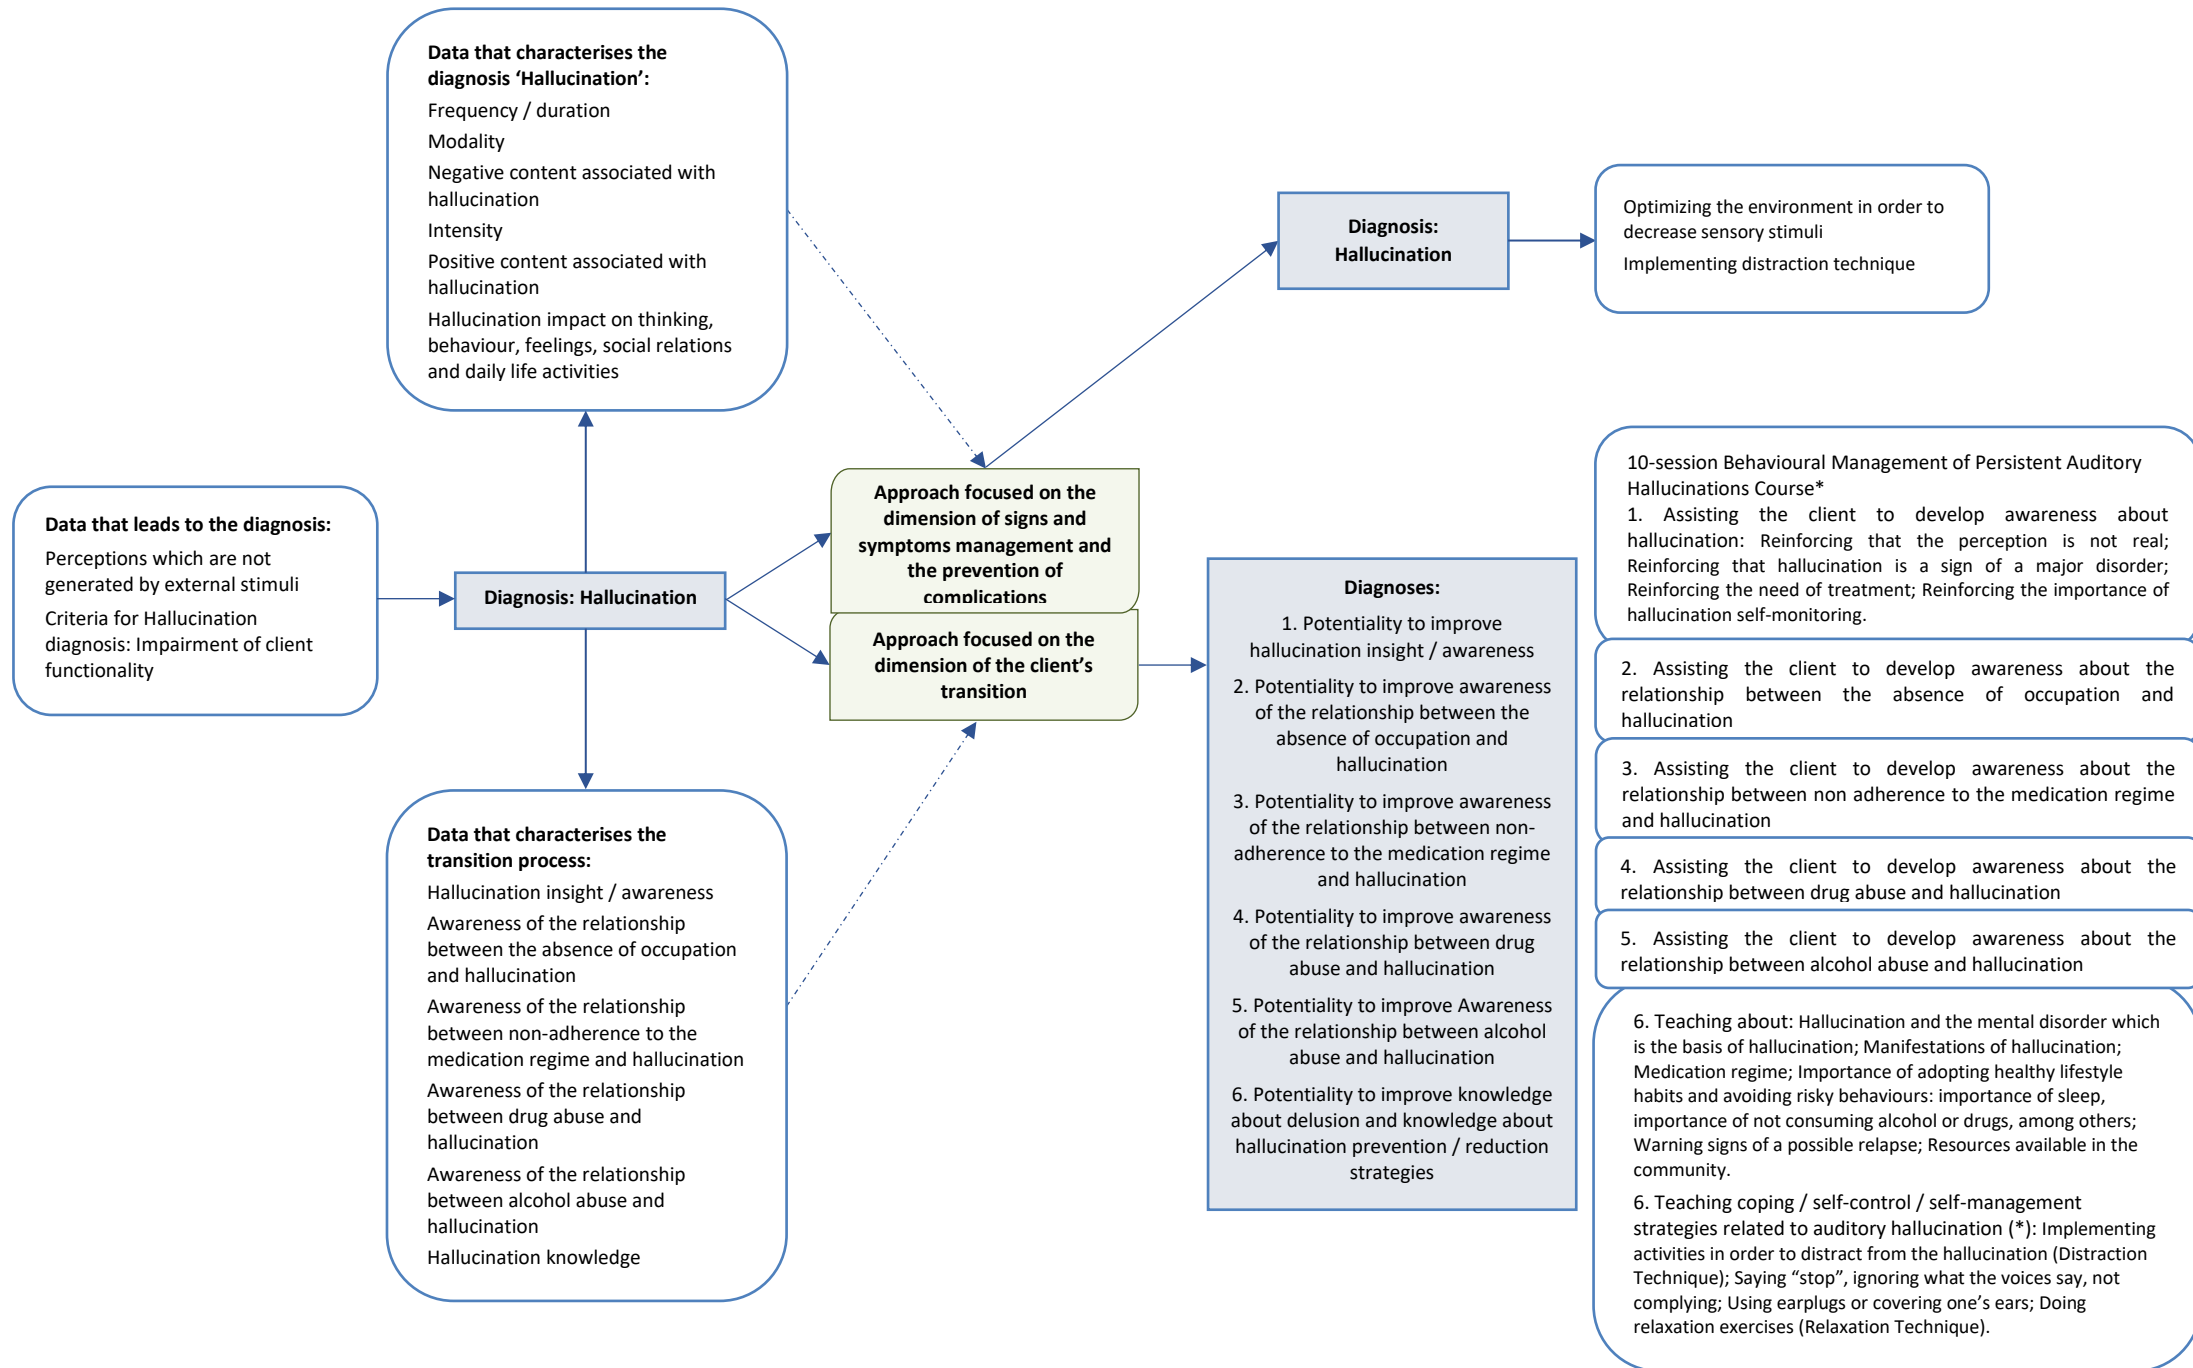 Data that characterises the
diagnosis ‘Hallucination’:
Frequency / duration
Modality
Negative content associated with
hallucination
Intensity
Positive content associated with
hallucination
Hallucination impact on thinking,
behaviour, feelings, social relations
and daily life activities
Data that leads to the diagnosis:
Perceptions which are not
generated by external stimuli
Criteria for Hallucination
diagnosis: Impairment of client
functionality
Diagnosis: Hallucination
Data that characterises the
transition process:
Hallucination insight / awareness
Awareness of the relationship
between the absence of occupation
and hallucination
Awareness of the relationship
between non-adherence to the
medication regime and hallucination
Awareness of the relationship
between drug abuse and
hallucination
Awareness of the relationship
between alcohol abuse and
hallucination
Hallucination knowledge
Approach focused on the
dimension of signs and
symptoms management and
the prevention of
complications
Approach focused on the
dimension of the client’s
transition
Diagnosis:
Hallucination
Optimizing the environment in order to
decrease sensory stimuli
Implementing distraction technique
Diagnoses:
1. Potentiality to improve
hallucination insight / awareness
2. Potentiality to improve awareness
of the relationship between the
absence of occupation and
hallucination
3. Potentiality to improve awareness
of the relationship between non-
adherence to the medication regime
and hallucination
4. Potentiality to improve awareness
of the relationship between drug
abuse and hallucination
5. Potentiality to improve Awareness
of the relationship between alcohol
abuse and hallucination
6. Potentiality to improve knowledge
about delusion and knowledge about
hallucination prevention / reduction
strategies
10-session Behavioural Management of Persistent Auditory
Hallucinations Course*
1. Assisting the client to develop awareness about
hallucination: Reinforcing that the perception is not real;
Reinforcing that hallucination is a sign of a major disorder;
Reinforcing the need of treatment; Reinforcing the importance of
hallucination self-monitoring.
2. Assisting the client to develop awareness about the
relationship between the absence of occupation and
hallucination
3. Assisting the client to develop awareness about the
relationship between non adherence to the medication regime
and hallucination
4. Assisting the client to develop awareness about the
relationship between drug abuse and hallucination
5. Assisting the client to develop awareness about the
relationship between alcohol abuse and hallucination
6. Teaching about: Hallucination and the mental disorder which
is the basis of hallucination; Manifestations of hallucination;
Medication regime; Importance of adopting healthy lifestyle
habits and avoiding risky behaviours: importance of sleep,
importance of not consuming alcohol or drugs, among others;
Warning signs of a possible relapse; Resources available in the
community.
6. Teaching coping / self-control / self-management
strategies related to auditory hallucination (*): Implementing
activities in order to distract from the hallucination (Distraction
Technique); Saying “stop”, ignoring what the voices say, not
complying; Using earplugs or covering one’s ears; Doing
relaxation exercises (Relaxation Technique).